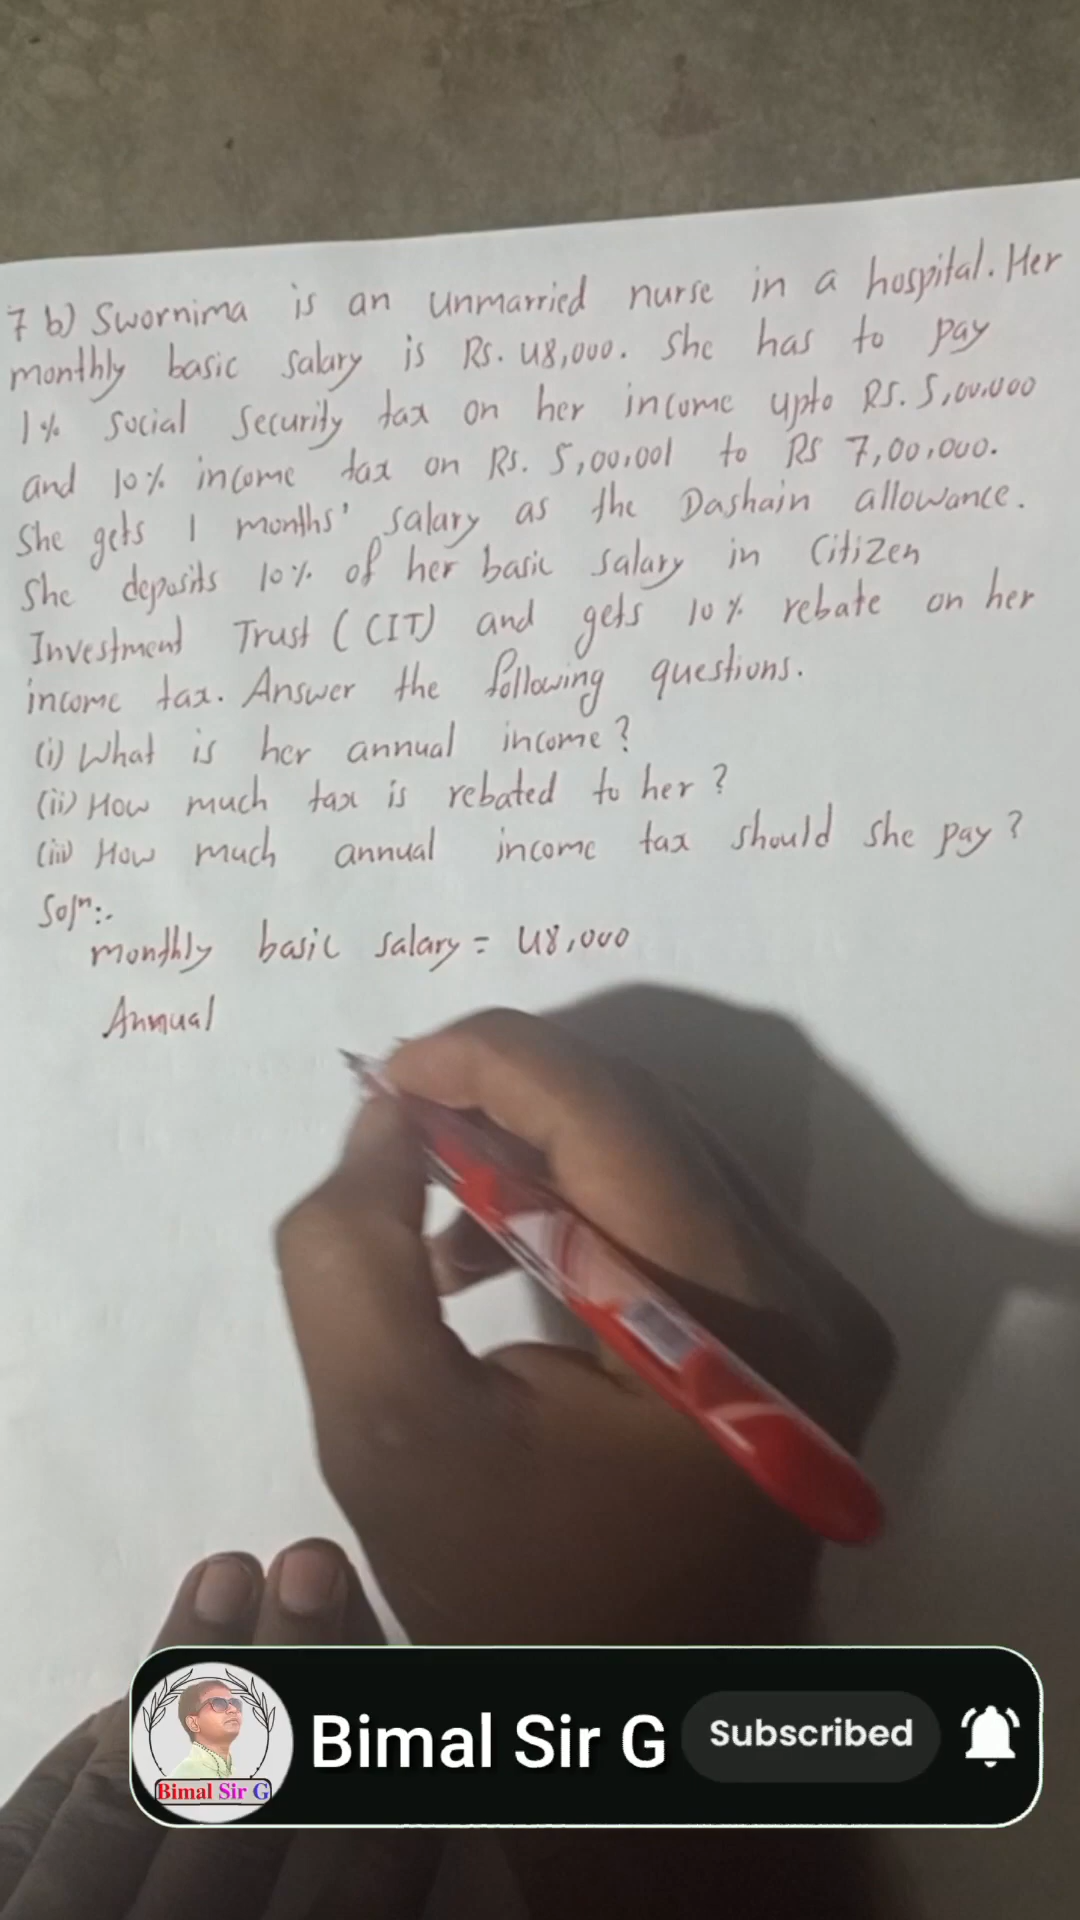 7 b) Swornima is an unmarried nurse in a hospital. Her
monthly basic salary is Rs. 48,000. She has to pay
1% Social Security tax on her income upto RS. 5,00,000
and 10% income tax on Rs. 5,00,001 to RS 7,00,000.
She gets 1 months' salary as the Dashain allowance.
She deposits 10% of her basic salary in Citizen
Investment Trust (CIT) and gets 10% rebate on her
income tax. Answer the following questions.
(i) What is her annual income?
(ii) How much tax is rebated to her?
(iii) How much annual income tax should she pay?
Solⁿ:.
monthly basic salary = 48,000
Annual
Bimal Sir G
Subscribed
Bimal Sir G